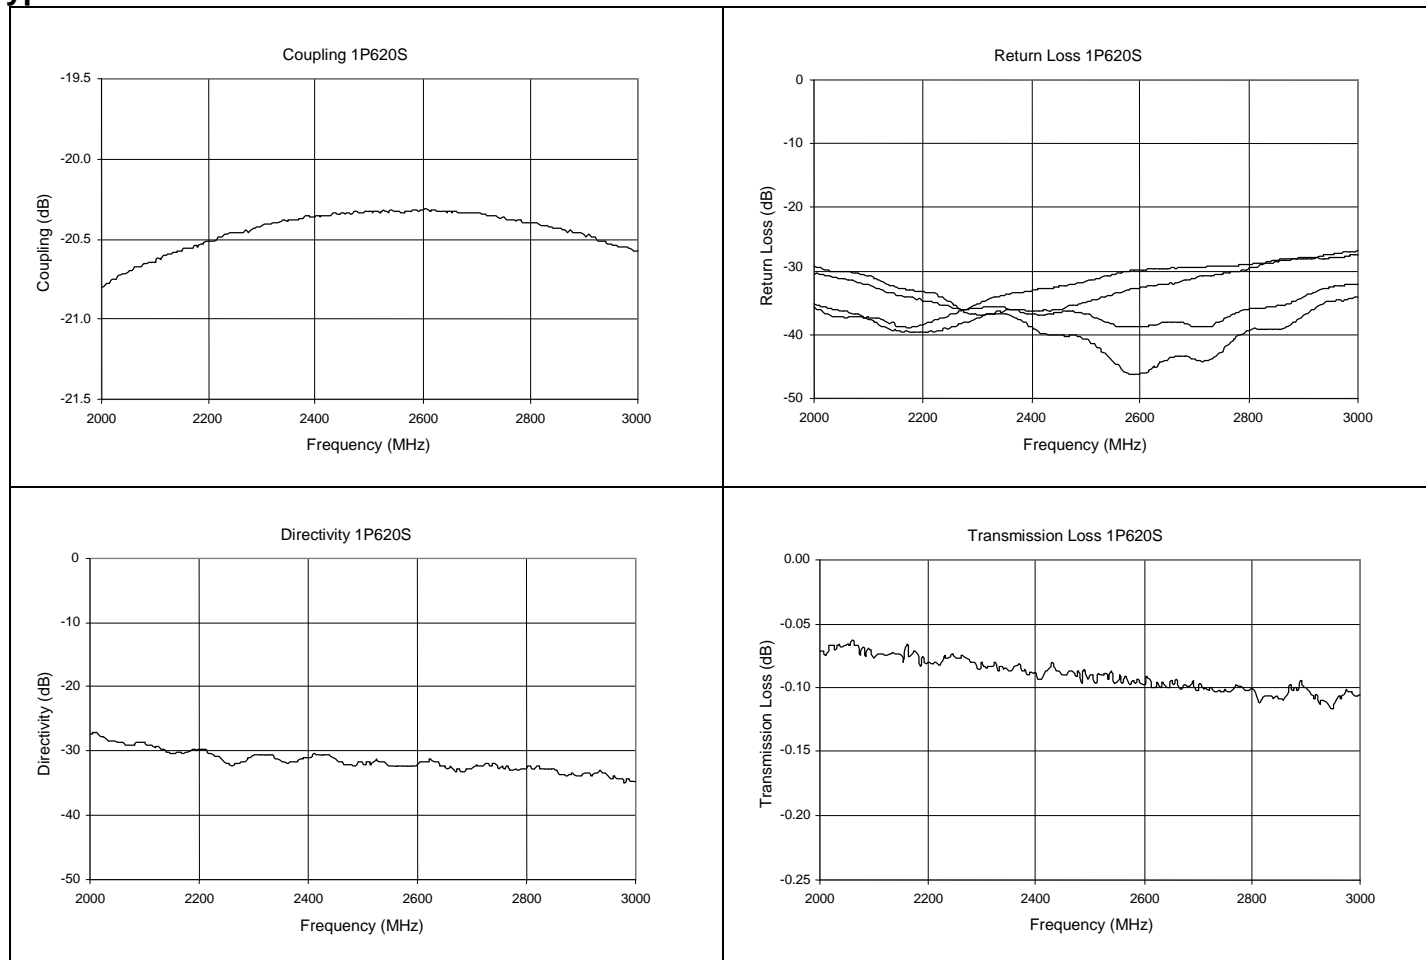 Coupling 1P620S
-19.5
-20.0
-20.5
-21.0
-21.5
Coupling (dB)
2000 2200 2400 2600 2800 3000
Frequency (MHz)
Return Loss 1P620S
0
-10
-20
-30
-40
-50
Return Loss (dB)
2000 2200 2400 2600 2800 3000
Frequency (MHz)
Directivity 1P620S
0
-10
-20
-30
-40
-50
Directivity (dB)
2000 2200 2400 2600 2800 3000
Frequency (MHz)
Transmission Loss 1P620S
0.00
-0.05
-0.10
-0.15
-0.20
-0.25
Transmission Loss (dB)
2000 2200 2400 2600 2800 3000
Frequency (MHz)